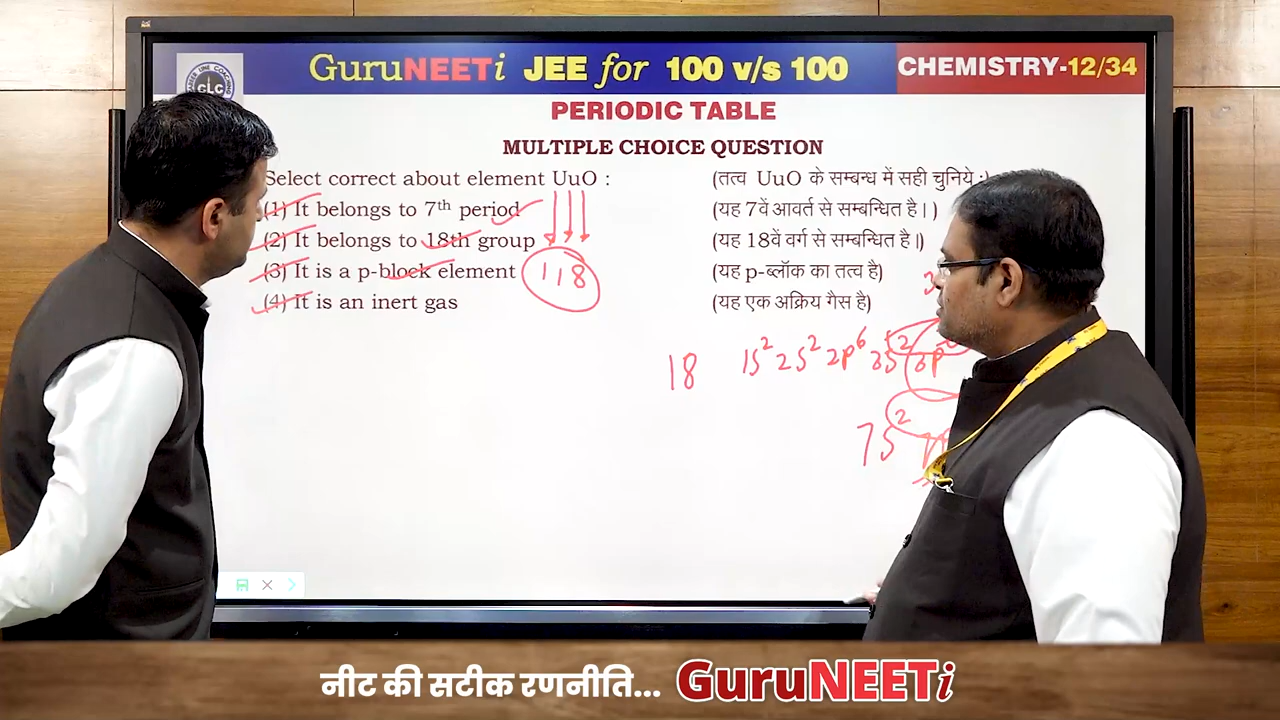 GuruNEETi JEE for 100 v/s 100 CHEMISTRY-12/34
CLC
PERIODIC TABLE
MULTIPLE CHOICE QUESTION
Select correct about element UuO : (तत्व UuO के सम्बन्ध में सही चुनिये :)
(1) It belongs to 7th period (यह 7वें आवर्त से सम्बन्धित है।)
(2) It belongs to 18th group (यह 18वें वर्ग से सम्बन्धित है।)
(3) It is a p-block element (यह p-ब्लॉक का तत्व है)
(4) It is an inert gas (यह एक अक्रिय गैस है)
118
18 1s² 2s² 2p⁶ 3s² 3p
7s²
नीट की सटीक रणनीति... GuruNEETi